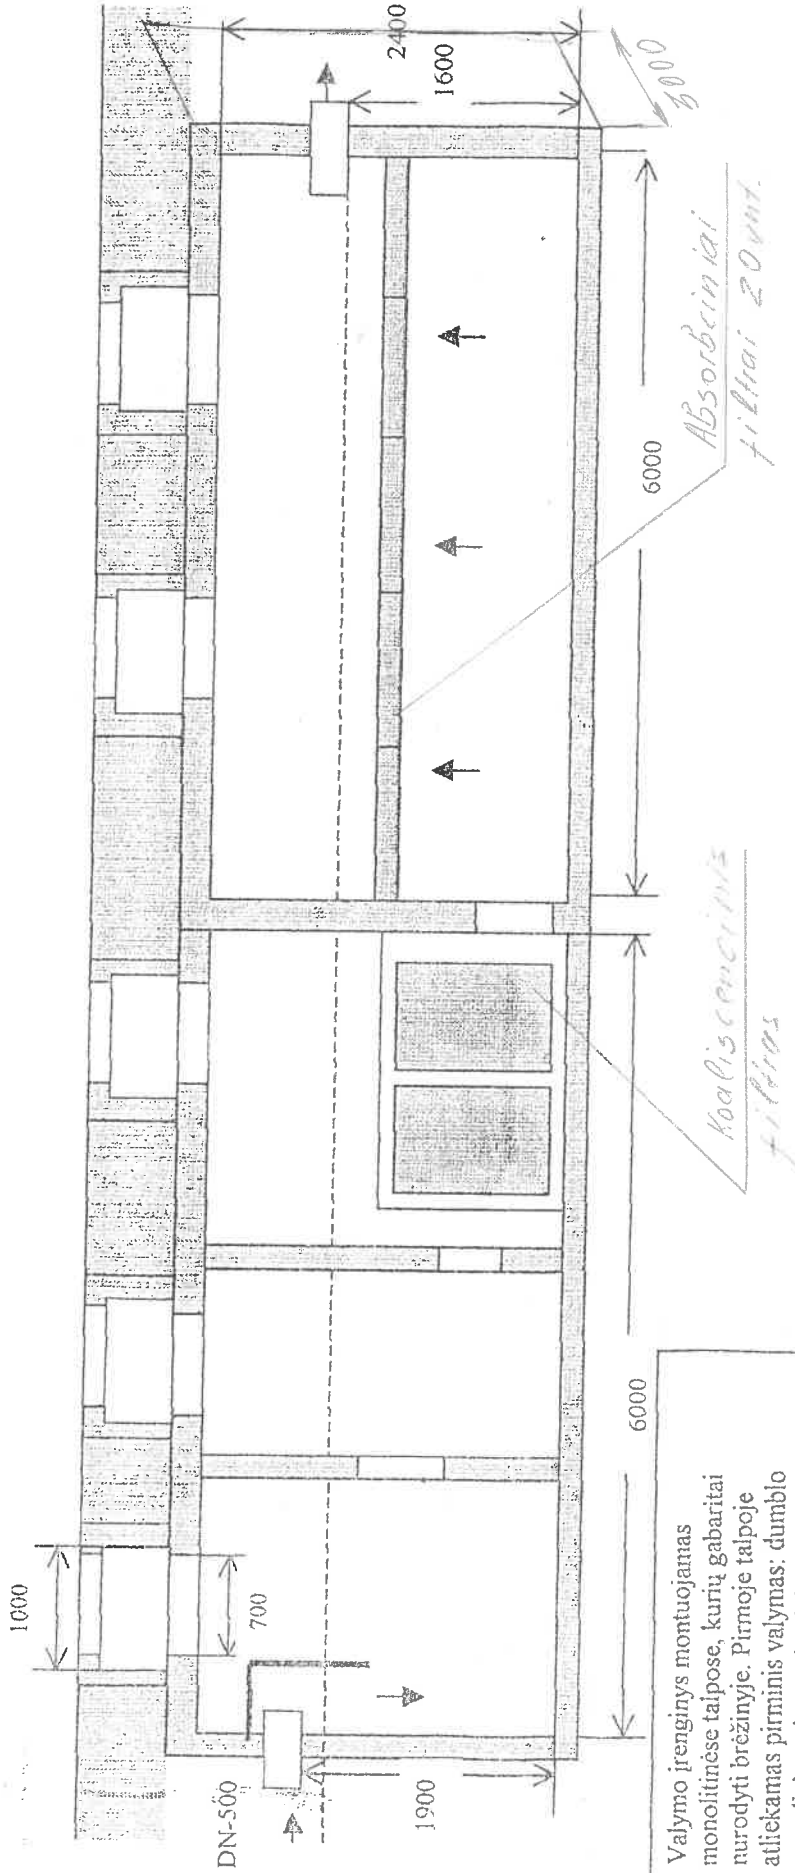 1000
700
DN-500
1900
6000
6000
2400
1600
3000
Koaliscencinis
filtras
Absorbciniai
filtrai 20 vnt.
Valymo įrenginys montuojamas
monolitinėse talpose, kurių gabaritai
nurodyti brėžinyje. Pirmoje talpoje
atliekamas pirminis valymas: dumblo